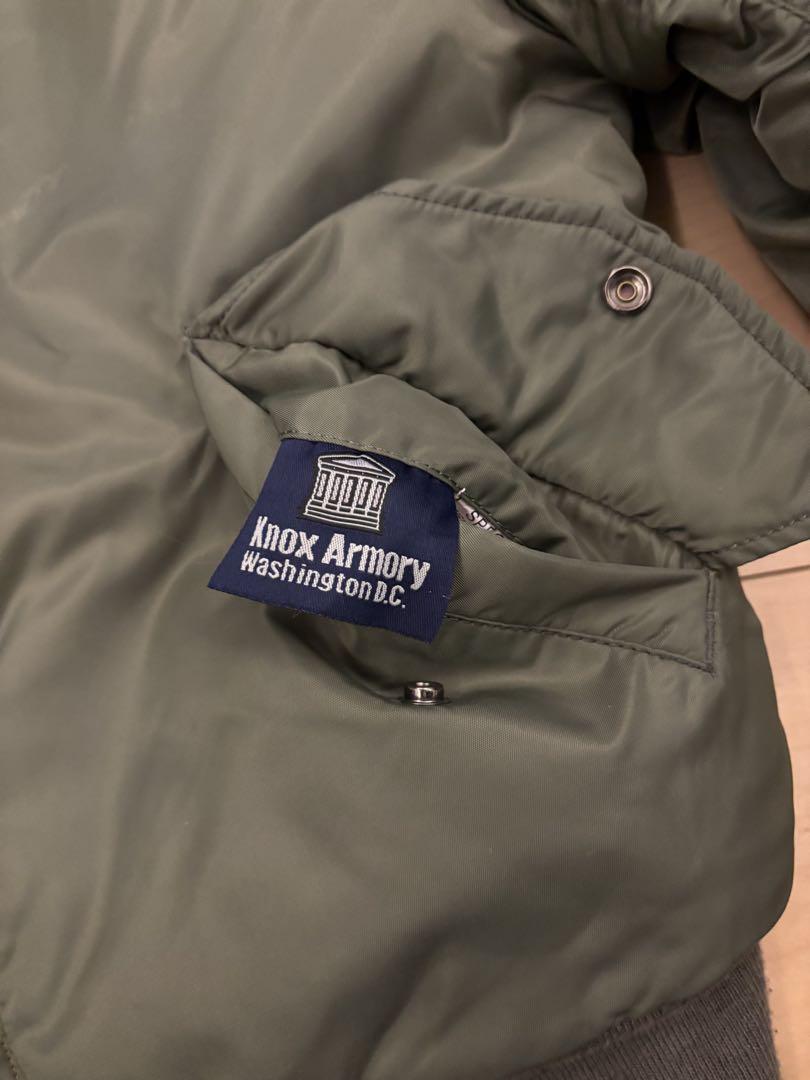 Knox Armory
Washington D.C.